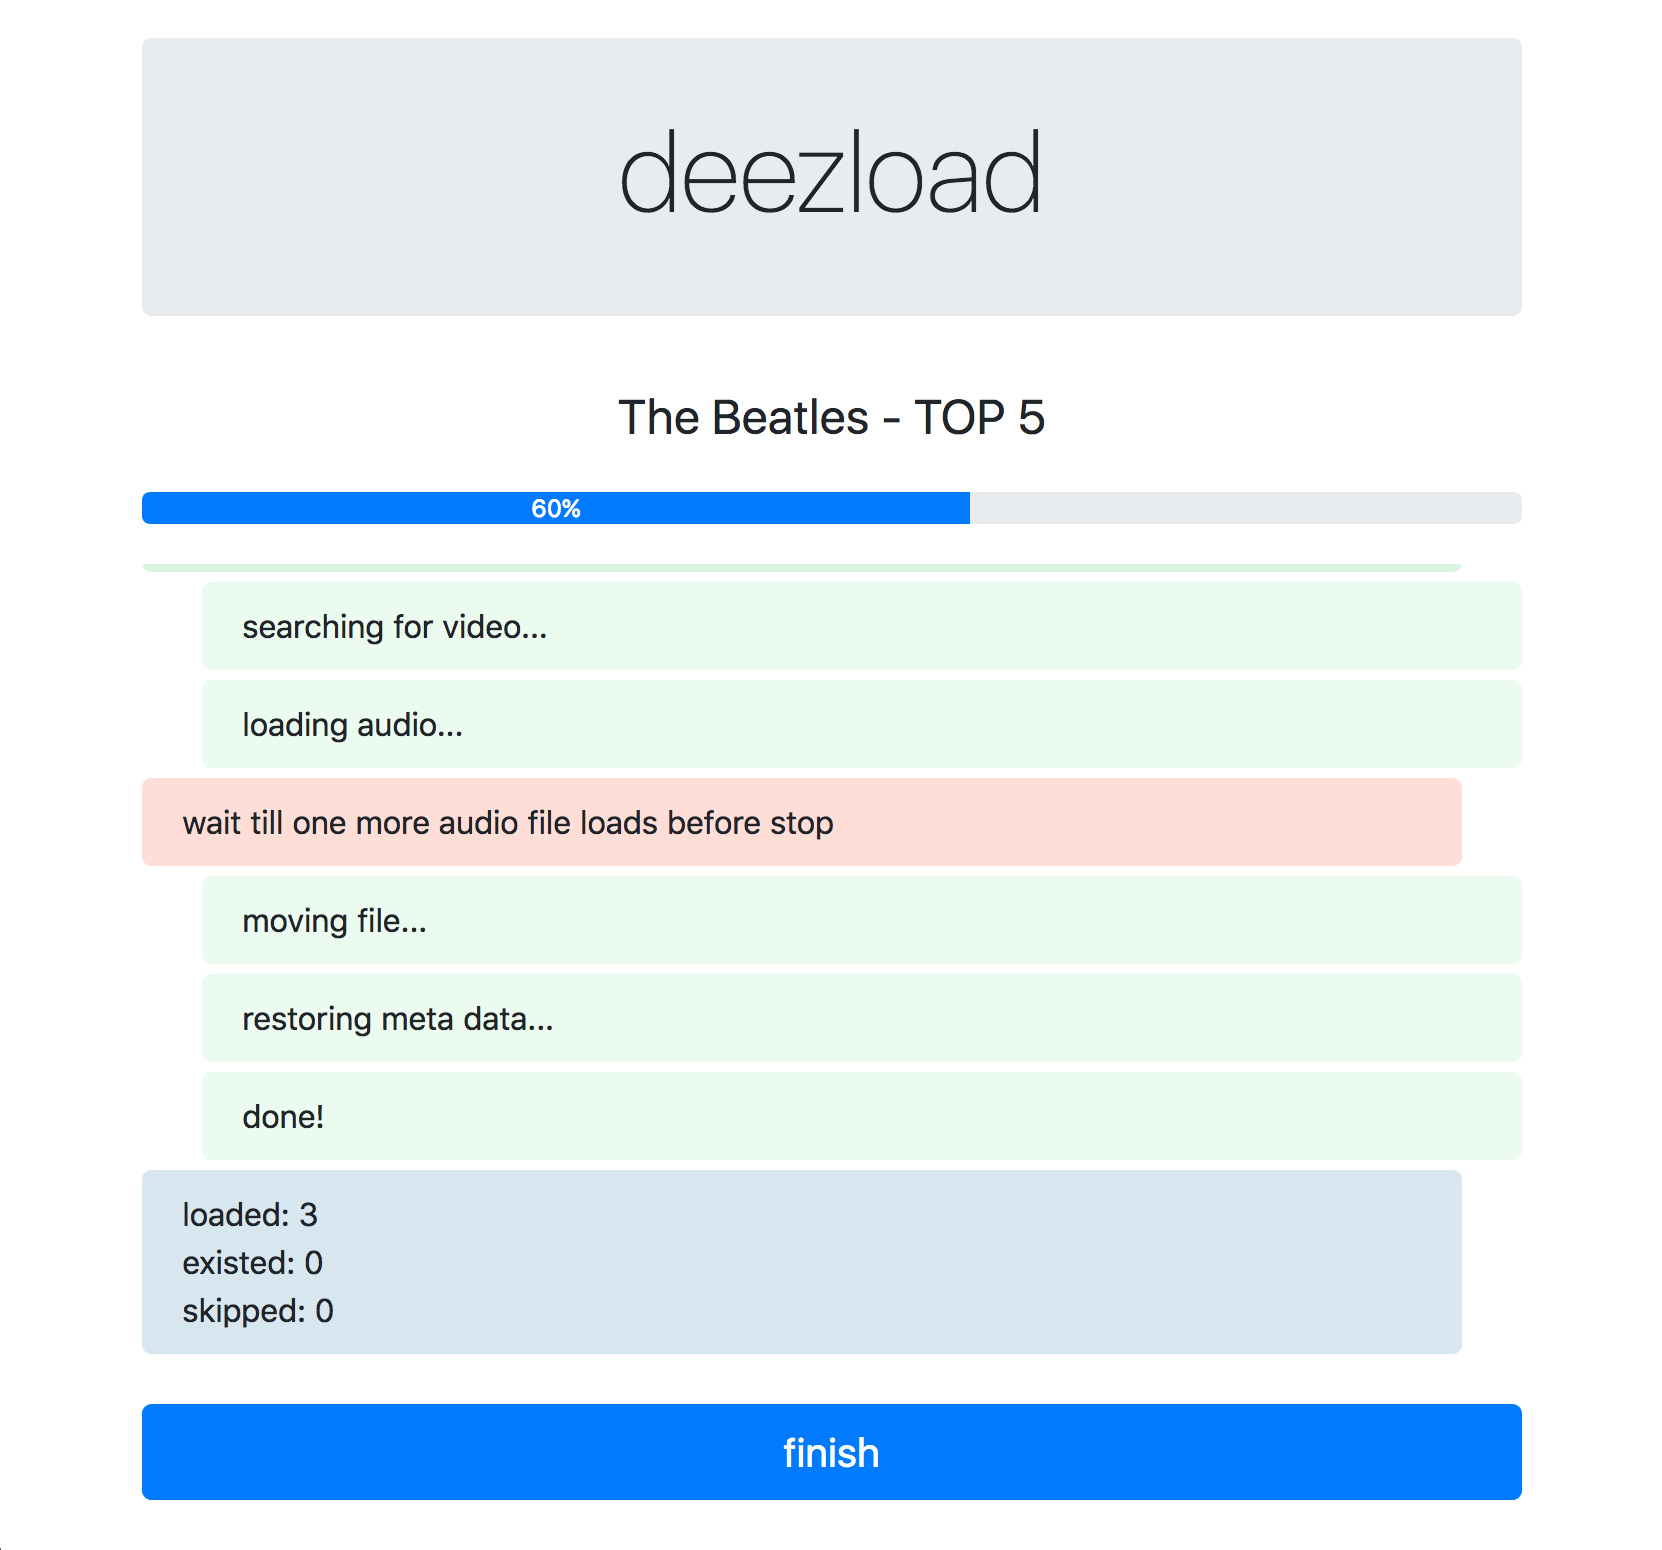 deezload
The Beatles - TOP 5
60%
searching for video...
loading audio...
wait till one more audio file loads before stop
moving file...
restoring meta data...
done!
loaded: 3
existed: 0
skipped: 0
finish